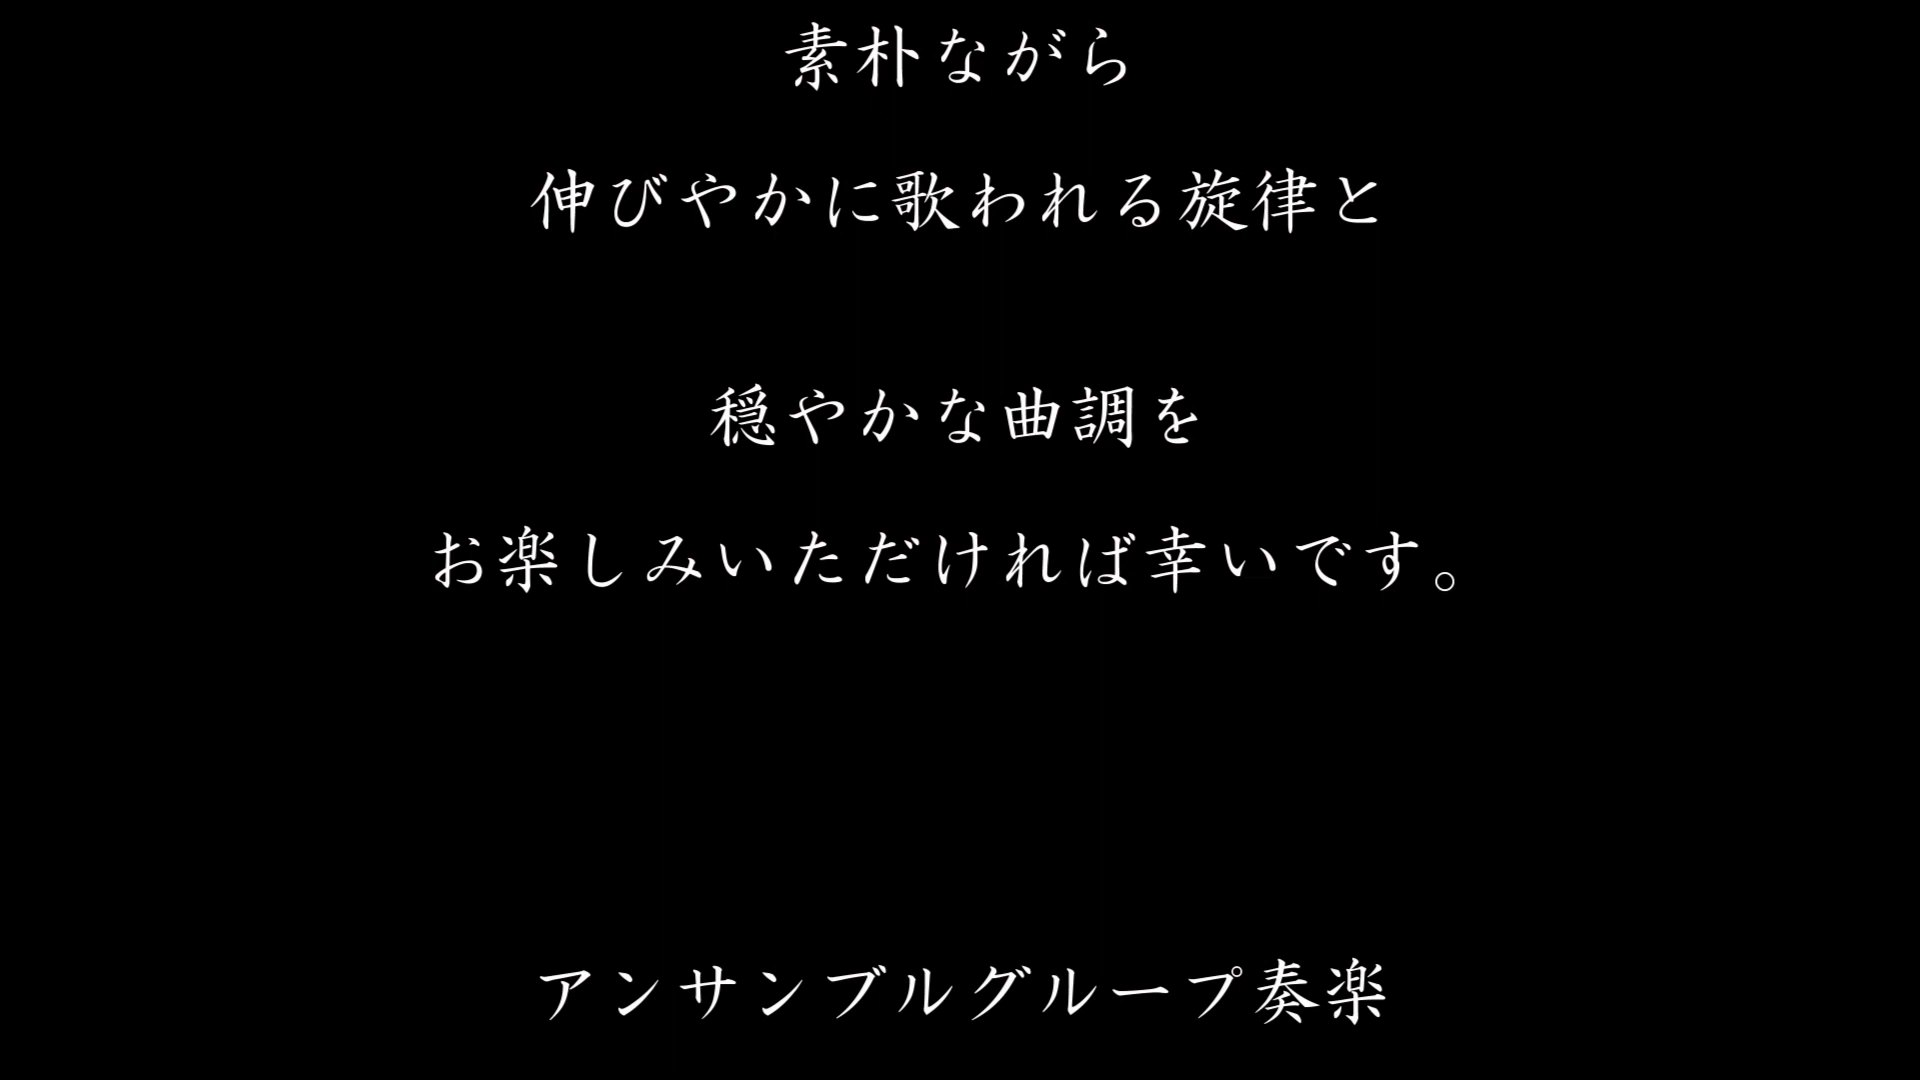 素朴ながら
伸びやかに歌われる旋律と
穏やかな曲調を
お楽しみいただければ幸いです。
アンサンブルグループ奏楽